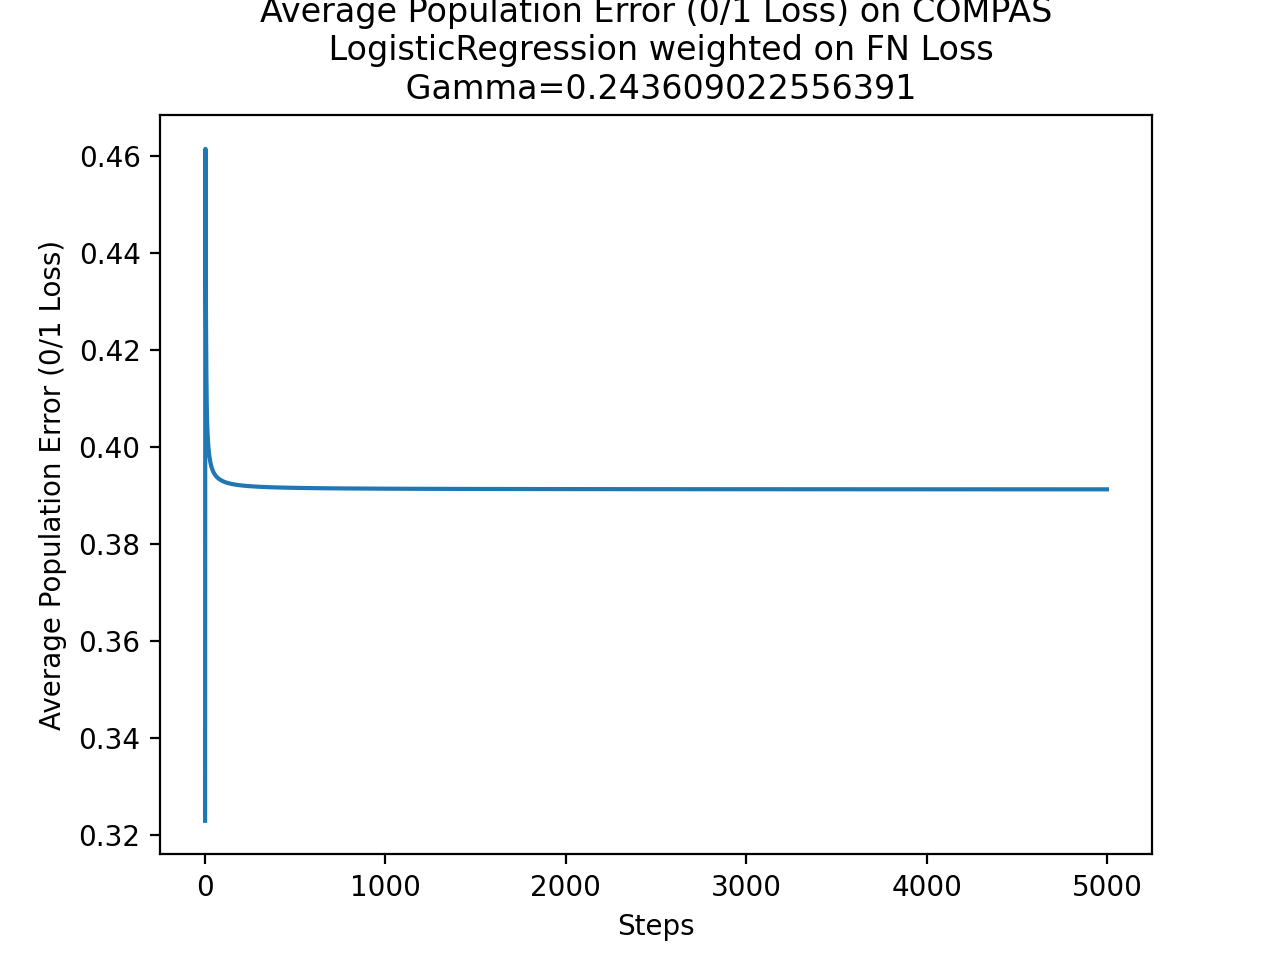 Average Population Error (0/1 Loss) on COMPAS
LogisticRegression weighted on FN Loss
Gamma=0.243609022556391
Average Population Error (0/1 Loss)
0.46
0.44
0.42
0.40
0.38
0.36
0.34
0.32
0 1000 2000 3000 4000 5000
Steps